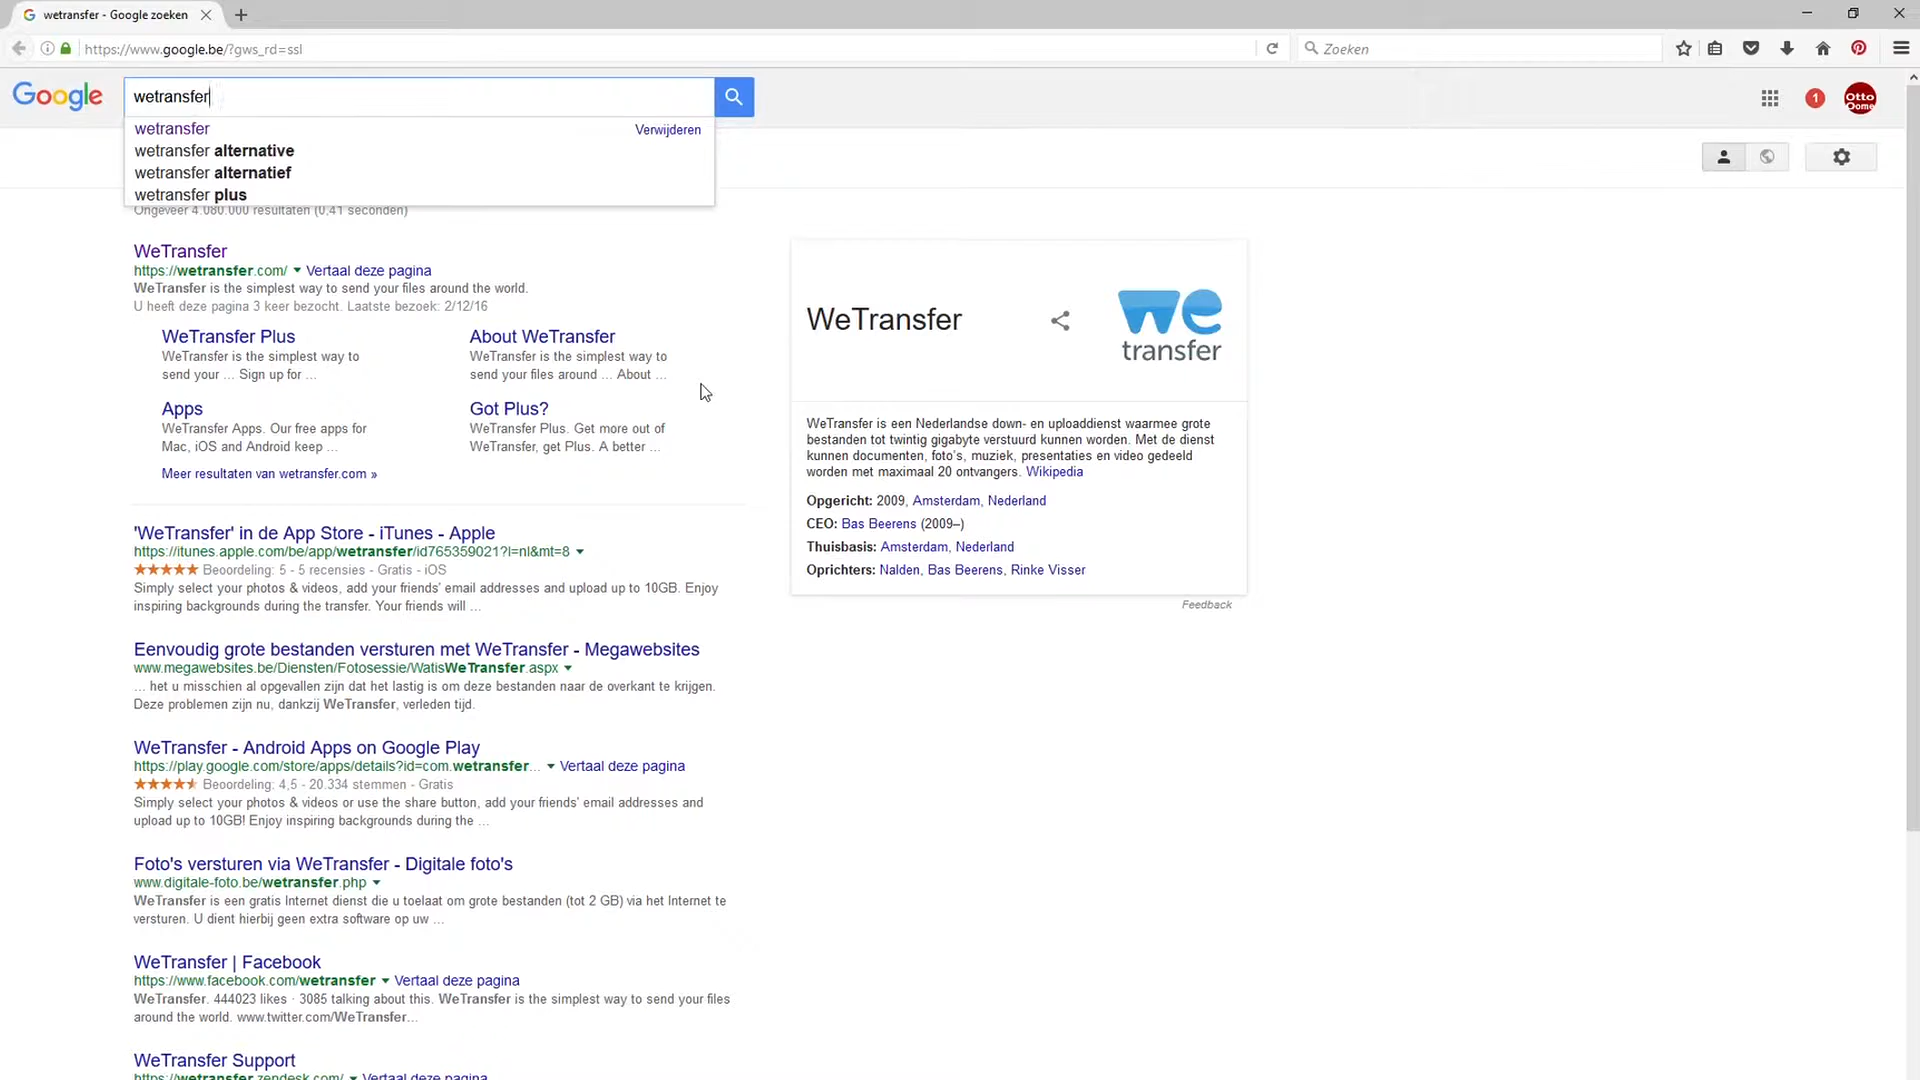 wetransfer - Google zoeken
https://www.google.be/?gws_rd=ssl
Zoeken
Google
wetransfer
1
Otto Dome
wetransfer
Verwijderen
wetransfer alternative
wetransfer alternatief
wetransfer plus
Ongeveer 4.080.000 resultaten (0,41 seconden)
WeTransfer
https://wetransfer.com/ Vertaal deze pagina
WeTransfer is the simplest way to send your files around the world.
U heeft deze pagina 3 keer bezocht. Laatste bezoek: 2/12/16
WeTransfer Plus
WeTransfer is the simplest way to
send your ... Sign up for ...
About WeTransfer
WeTransfer is the simplest way to
send your files around ... About ...
Apps
WeTransfer Apps. Our free apps for
Mac, iOS and Android keep ...
Got Plus?
WeTransfer Plus. Get more out of
WeTransfer, get Plus. A better ...
Meer resultaten van wetransfer.com »
'WeTransfer' in de App Store - iTunes - Apple
https://itunes.apple.com/be/app/wetransfer/id765359021?l=nl&mt=8
Beoordeling: 5 - 5 recensies - Gratis - iOS
Simply select your photos & videos, add your friends' email addresses and upload up to 10GB. Enjoy
inspiring backgrounds during the transfer. Your friends will ...
Eenvoudig grote bestanden versturen met WeTransfer - Megawebsites
www.megawebsites.be/Diensten/Fotosessie/WatisWeTransfer.aspx
... het u misschien al opgevallen zijn dat het lastig is om deze bestanden naar de overkant te krijgen.
Deze problemen zijn nu, dankzij WeTransfer, verleden tijd.
WeTransfer - Android Apps on Google Play
https://play.google.com/store/apps/details?id=com.wetransfer... Vertaal deze pagina
Beoordeling: 4,5 - 20.334 stemmen - Gratis
Simply select your photos & videos or use the share button, add your friends' email addresses and
upload up to 10GB! Enjoy inspiring backgrounds during the ...
Foto's versturen via WeTransfer - Digitale foto's
www.digitale-foto.be/wetransfer.php
WeTransfer is een gratis Internet dienst die u toelaat om grote bestanden (tot 2 GB) via het Internet te
versturen. U dient hierbij geen extra software op uw ...
WeTransfer | Facebook
https://www.facebook.com/wetransfer Vertaal deze pagina
WeTransfer. 444023 likes · 3085 talking about this. WeTransfer is the simplest way to send your files
around the world. www.twitter.com/WeTransfer...
WeTransfer Support
https://wetransfer.zendesk.com/ Vertaal deze pagina
WeTransfer
we
transfer
WeTransfer is een Nederlandse down- en uploaddienst waarmee grote
bestanden tot twintig gigabyte verstuurd kunnen worden. Met de dienst
kunnen documenten, foto's, muziek, presentaties en video gedeeld
worden met maximaal 20 ontvangers. Wikipedia
Opgericht: 2009, Amsterdam, Nederland
CEO: Bas Beerens (2009–)
Thuisbasis: Amsterdam, Nederland
Oprichters: Nalden, Bas Beerens, Rinke Visser
Feedback